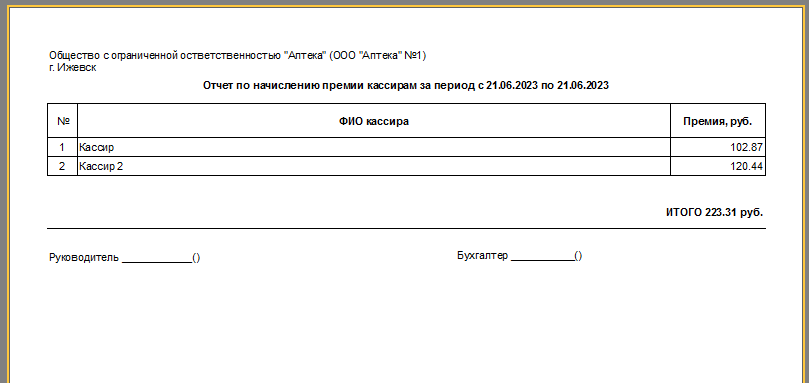 Общество с ограниченной остветственностью "Аптека" (ООО "Аптека" №1)
г. Ижевск
Отчет по начислению премии кассирам за период с 21.06.2023 по 21.06.2023
№ ФИО кассира Премия, руб.
1 Кассир 102.87
2 Кассир 2 120.44
ИТОГО 223.31 руб.
Руководитель ____________() Бухгалтер ___________()